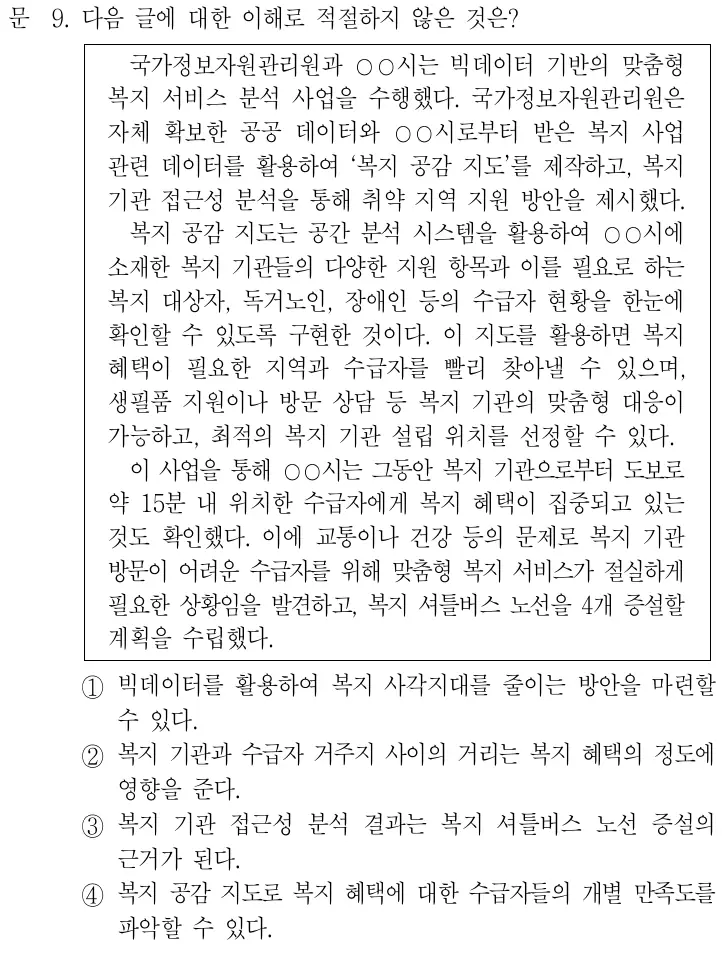 문 9. 다음 글에 대한 이해로 적절하지 않은 것은?
국가정보자원관리원과 ○○시는 빅데이터 기반의 맞춤형
복지 서비스 분석 사업을 수행했다. 국가정보자원관리원은
자체 확보한 공공 데이터와 ○○시로부터 받은 복지 사업
관련 데이터를 활용하여 ‘복지 공감 지도’를 제작하고, 복지
기관 접근성 분석을 통해 취약 지역 지원 방안을 제시했다.
복지 공감 지도는 공간 분석 시스템을 활용하여 ○○시에
소재한 복지 기관들의 다양한 지원 항목과 이를 필요로 하는
복지 대상자, 독거노인, 장애인 등의 수급자 현황을 한눈에
확인할 수 있도록 구현한 것이다. 이 지도를 활용하면 복지
혜택이 필요한 지역과 수급자를 빨리 찾아낼 수 있으며,
생필품 지원이나 방문 상담 등 복지 기관의 맞춤형 대응이
가능하고, 최적의 복지 기관 설립 위치를 선정할 수 있다.
이 사업을 통해 ○○시는 그동안 복지 기관으로부터 도보로
약 15분 내 위치한 수급자에게 복지 혜택이 집중되고 있는
것도 확인했다. 이에 교통이나 건강 등의 문제로 복지 기관
방문이 어려운 수급자를 위해 맞춤형 복지 서비스가 절실하게
필요한 상황임을 발견하고, 복지 셔틀버스 노선을 4개 증설할
계획을 수립했다.
① 빅데이터를 활용하여 복지 사각지대를 줄이는 방안을 마련할
수 있다.
② 복지 기관과 수급자 거주지 사이의 거리는 복지 혜택의 정도에
영향을 준다.
③ 복지 기관 접근성 분석 결과는 복지 셔틀버스 노선 증설의
근거가 된다.
④ 복지 공감 지도로 복지 혜택에 대한 수급자들의 개별 만족도를
파악할 수 있다.